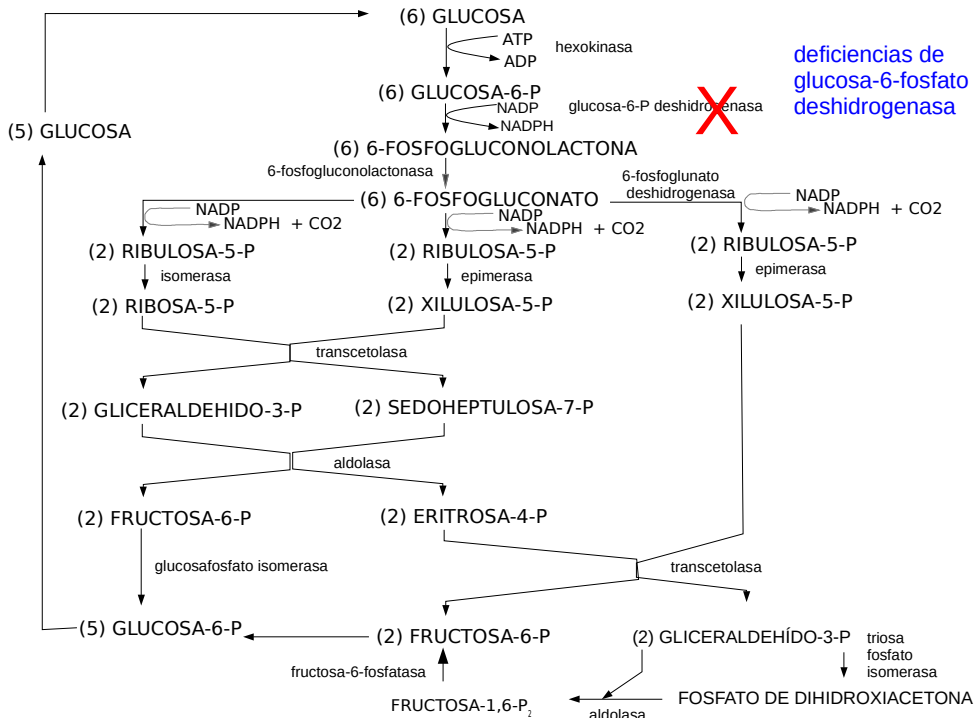 (6) GLUCOSA
ATP
ADP
hexokinasa
deficiencias de
glucosa-6-fosfato
deshidrogenasa
(6) GLUCOSA-6-P
NADP
NADPH
glucosa-6-P deshidrogenasa
(5) GLUCOSA
(6) 6-FOSFOGLUCONOLACTONA
6-fosfogluconolactonasa
6-fosfoglunato
deshidrogenasa
(6) 6-FOSFOGLUCONATO
NADP
NADPH + CO2
NADP
NADPH + CO2
NADP
NADPH + CO2
(2) RIBULOSA-5-P
(2) RIBULOSA-5-P
(2) RIBULOSA-5-P
isomerasa
epimerasa
epimerasa
(2) RIBOSA-5-P
(2) XILULOSA-5-P
(2) XILULOSA-5-P
transcetolasa
(2) GLICERALDEHIDO-3-P
(2) SEDOHEPTULOSA-7-P
aldolasa
(2) FRUCTOSA-6-P
(2) ERITROSA-4-P
glucosafosfato isomerasa
transcetolasa
(5) GLUCOSA-6-P
(2) FRUCTOSA-6-P
(2) GLICERALDEHÍDO-3-P
triosa
fosfato
isomerasa
fructosa-6-fosfatasa
FRUCTOSA-1,6-P2
aldolasa
FOSFATO DE DIHIDROXIACETONA